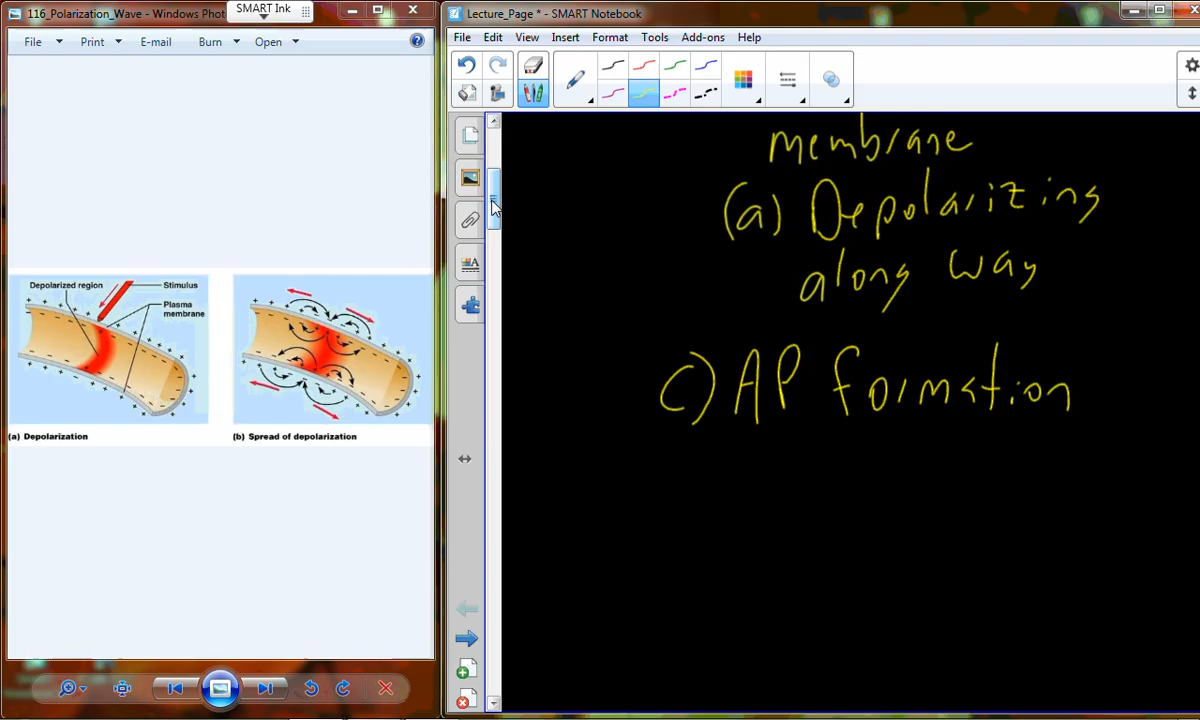 116_Polarization_Wave - Windows Phot
SMART Ink
File Print E-mail Burn Open
Depolarized region
Stimulus
Plasma
membrane
(a) Depolarization
(b) Spread of depolarization
Lecture_Page * - SMART Notebook
File Edit View Insert Format Tools Add-ons Help
membrane
(a) Depolarizing
along way
c) AP formation